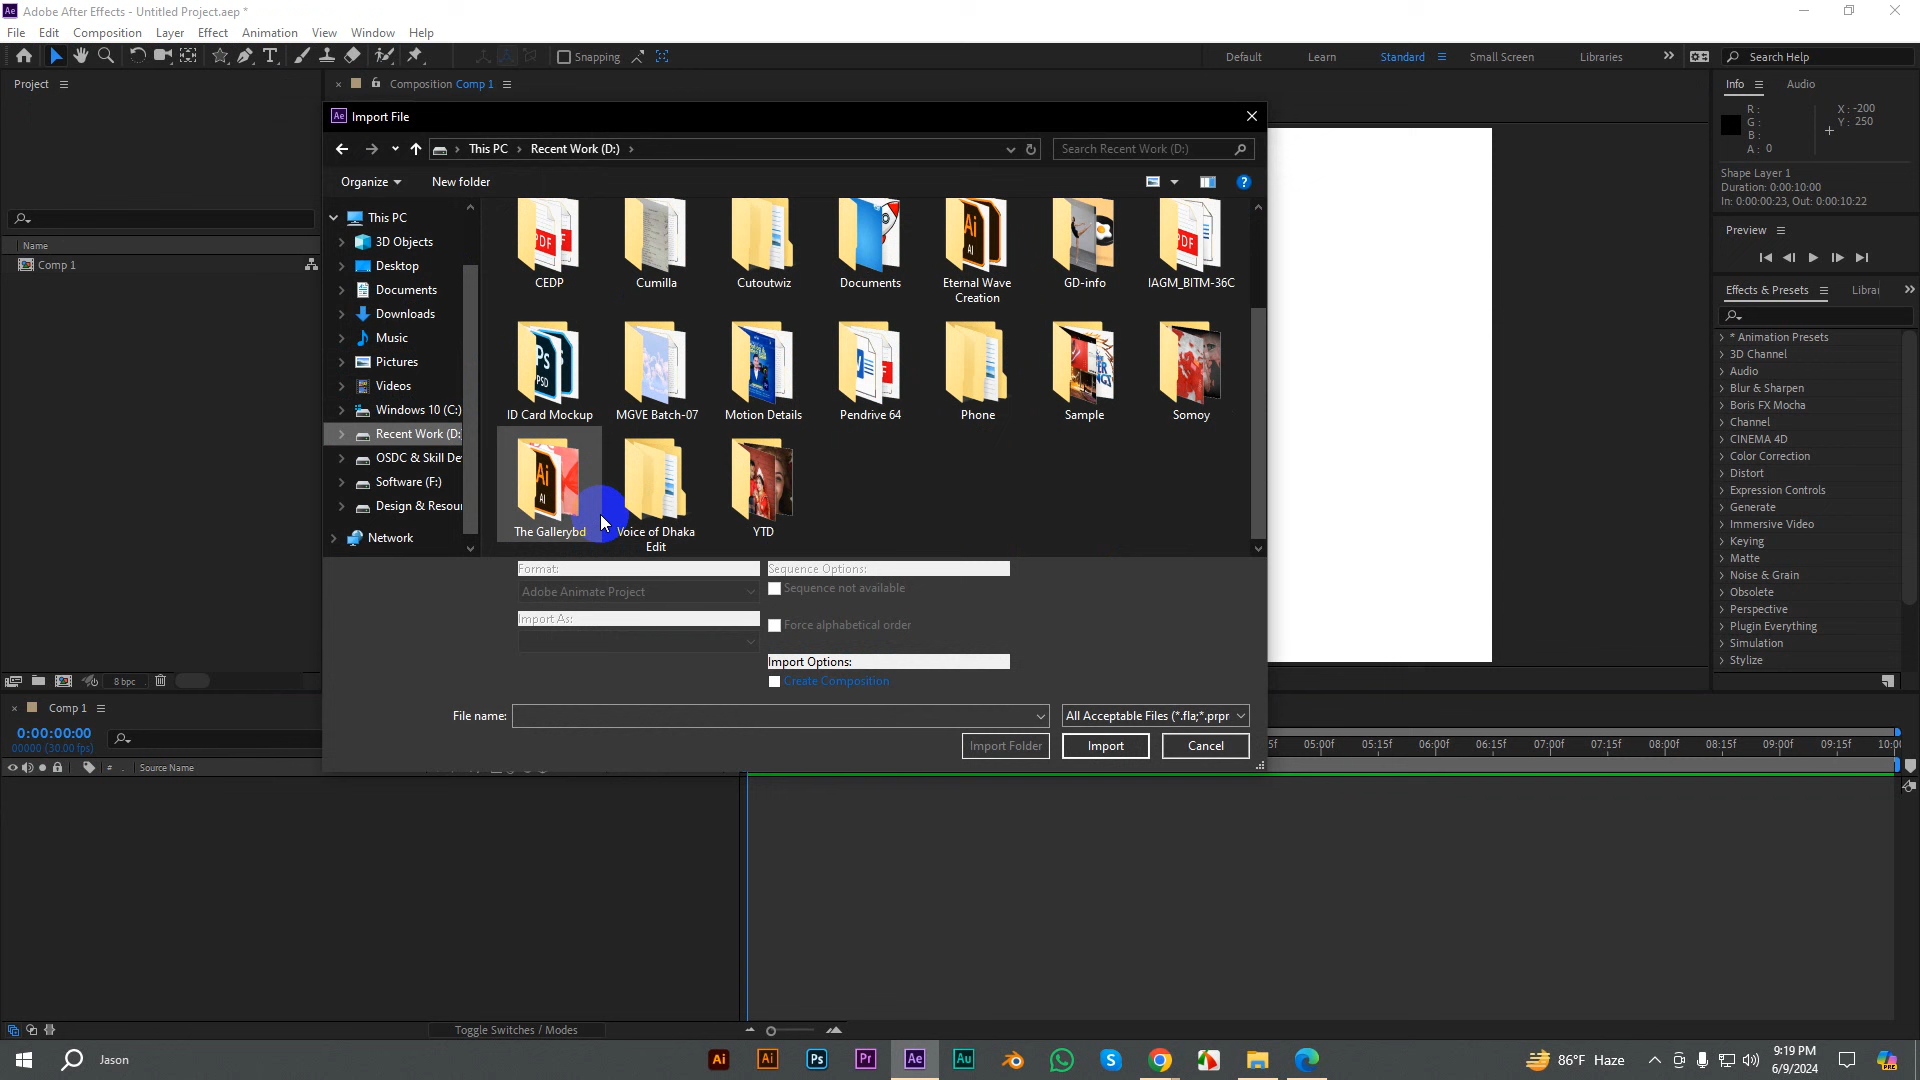 Ae Adobe After Effects - Untitled Project.aep *
File Edit Composition Layer Effect Animation View Window Help
Snapping
Default Learn Standard Small Screen Libraries
Search Help
Project
Composition Comp 1
Info Audio
R :
G :
B :
A : 0
X : -200
Y : 250
Shape Layer 1
Duration: 0:00:10:00
In: 0:00:00:23, Out: 0:00:10:22
Preview
Effects & Presets
* Animation Presets
3D Channel
Audio
Blur & Sharpen
Boris FX Mocha
Channel
CINEMA 4D
Color Correction
Distort
Expression Controls
Generate
Immersive Video
Keying
Matte
Noise & Grain
Obsolete
Perspective
Plugin Everything
Simulation
Stylize
Name
Comp 1
8 bpc
Ae Import File
This PC Recent Work (D:)
Search Recent Work (D:)
Organize New folder
This PC
3D Objects
Desktop
Documents
Downloads
Music
Pictures
Videos
Windows 10 (C:)
Recent Work (D:
OSDC & Skill De
Software (F:)
Design & Resou
Network
CEDP Cumilla Cutoutwiz Documents Eternal Wave Creation GD-info IAGM_BITM-36C
ID Card Mockup MGVE Batch-07 Motion Details Pendrive 64 Phone Sample Somoy
The Gallerybd Voice of Dhaka Edit YTD
Format:
Adobe Animate Project
Import As:
Sequence Options:
Sequence not available
Force alphabetical order
Import Options:
Create Composition
File name:
All Acceptable Files (*.fla;*.prpr
Import Folder Import Cancel
Comp 1
0:00:00:00
00000 (30.00 fps)
# . Source Name
05:00f 05:15f 06:00f 06:15f 07:00f 07:15f 08:00f 08:15f 09:00f 09:15f 10:00
Toggle Switches / Modes
Jason
Ai Ai Ps Pr Ae Au
86°F Haze
9:19 PM
6/9/2024